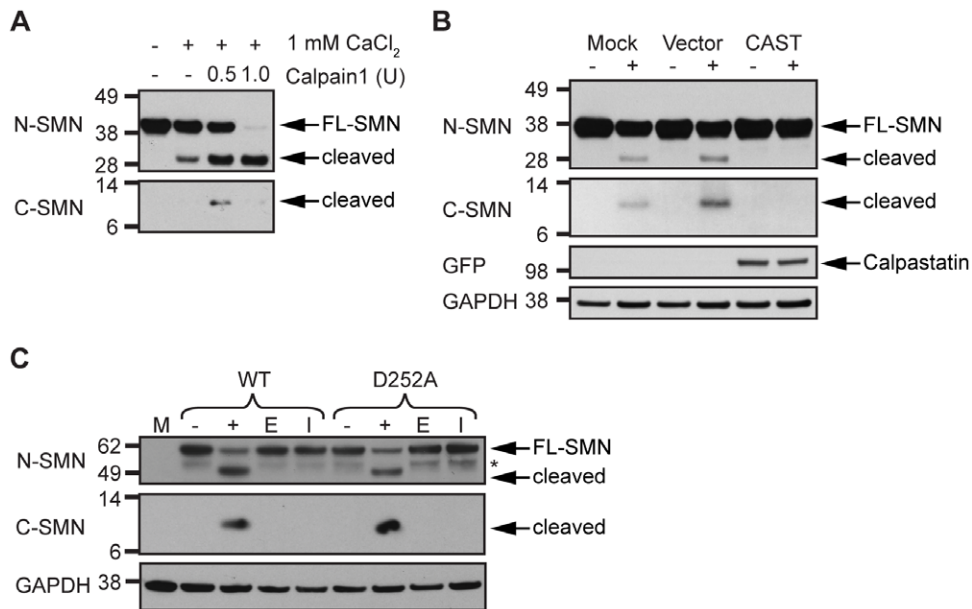 A
- + + + 1 mM CaCl₂
- - 0.5 1.0 Calpain1 (U)
49
N-SMN 38 FL-SMN
28 cleaved
14
C-SMN cleaved
6
B
Mock Vector CAST
- + - + - +
49
N-SMN 38 FL-SMN
28 cleaved
14
C-SMN cleaved
6
GFP 98 Calpastatin
GAPDH 38
C
WT D252A
M - + E I - + E I
62 FL-SMN
N-SMN *
49 cleaved
14
C-SMN cleaved
6
GAPDH 38